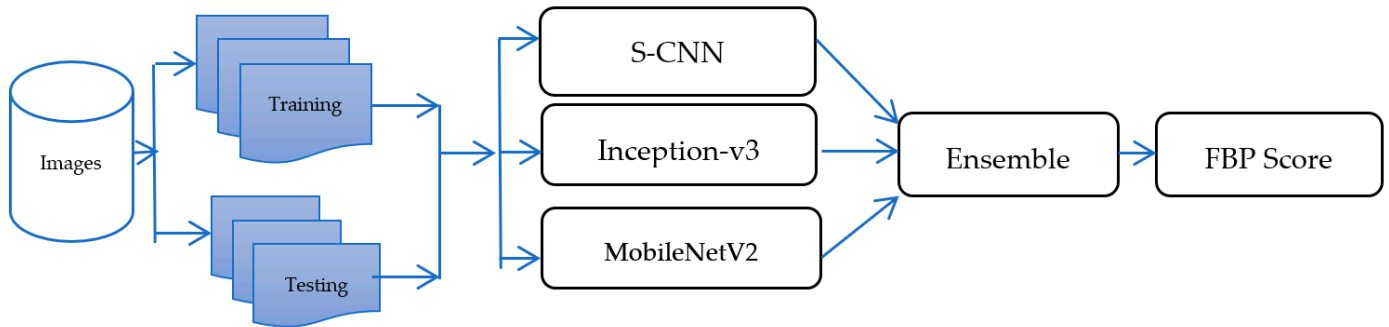 Images
Training
Testing
S-CNN
Inception-v3
MobileNetV2
Ensemble
FBP Score